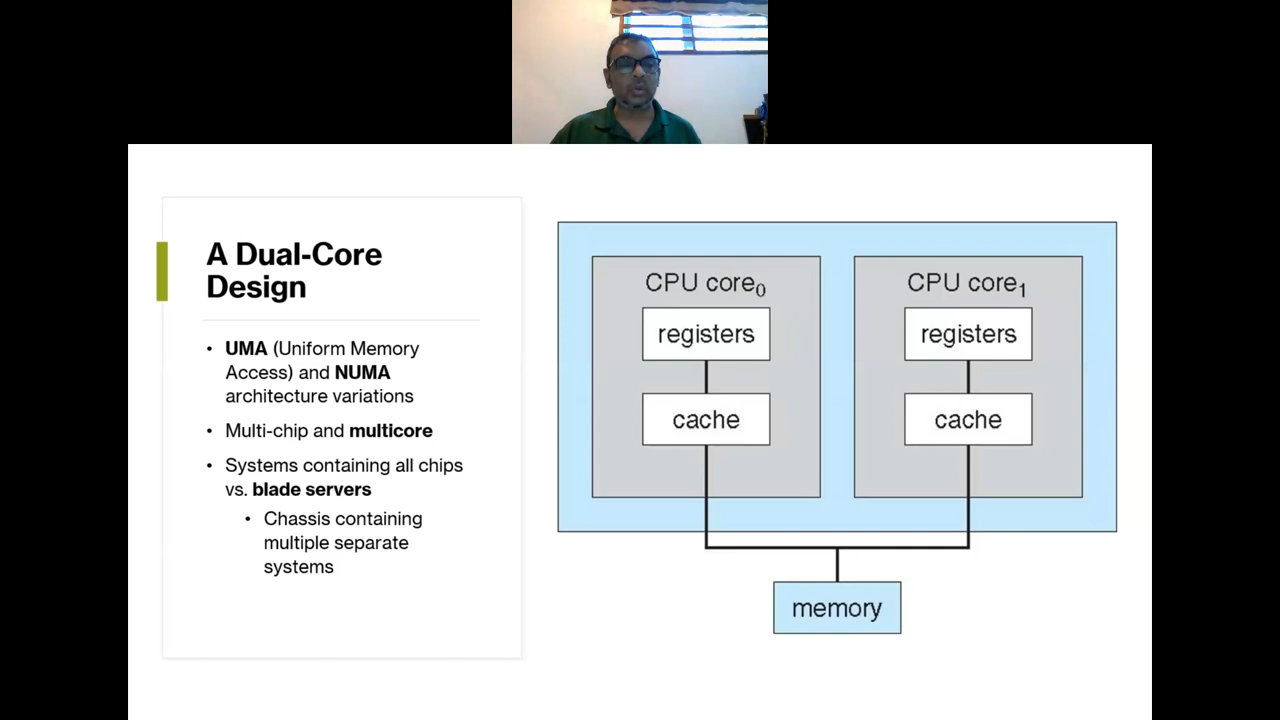 A Dual-Core
Design
• UMA (Uniform Memory
Access) and NUMA
architecture variations
• Multi-chip and multicore
• Systems containing all chips
vs. blade servers
• Chassis containing
multiple separate
systems
CPU core₀
registers
cache
CPU core₁
registers
cache
memory